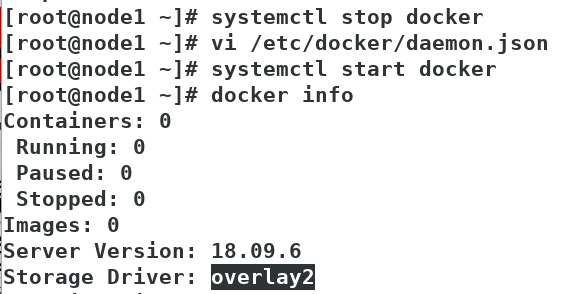 [root@node1 ~]# systemctl stop docker
[root@node1 ~]# vi /etc/docker/daemon.json
[root@node1 ~]# systemctl start docker
[root@node1 ~]# docker info
Containers: 0
 Running: 0
 Paused: 0
 Stopped: 0
Images: 0
Server Version: 18.09.6
Storage Driver: overlay2